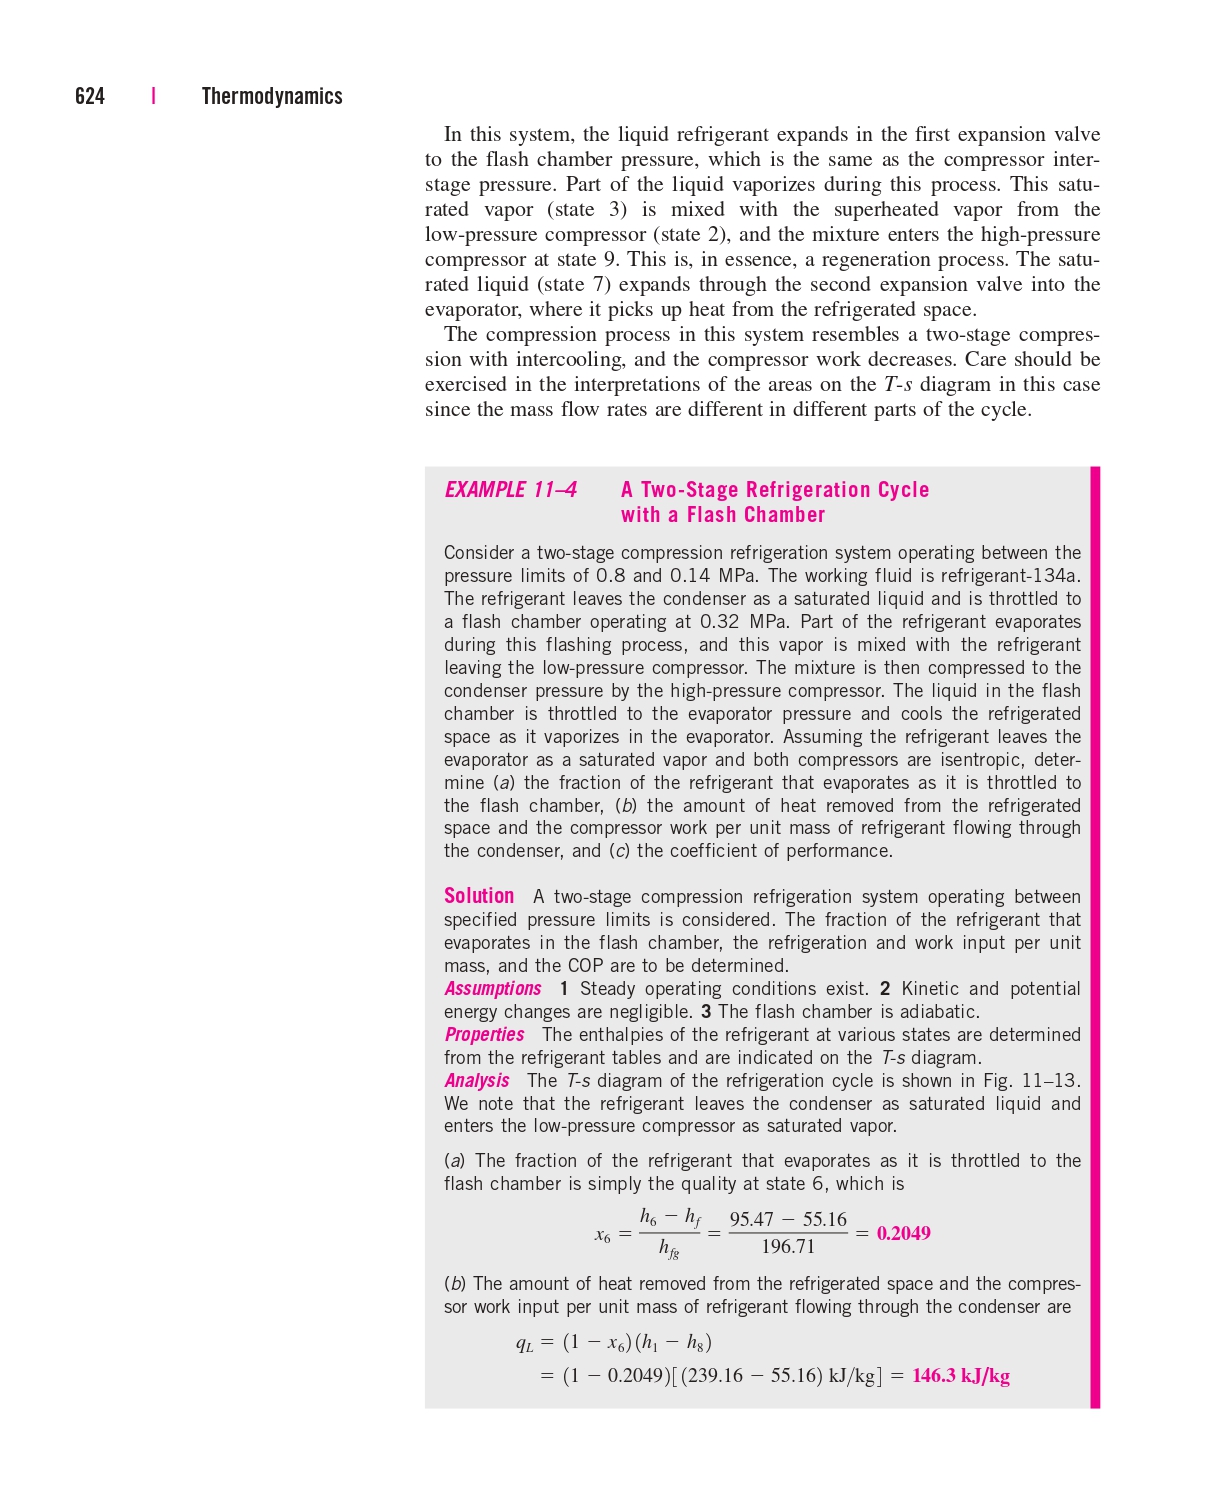 624 | Thermodynamics
In this system, the liquid refrigerant expands in the first expansion valve
to the flash chamber pressure, which is the same as the compressor inter-
stage pressure. Part of the liquid vaporizes during this process. This satu-
rated vapor (state 3) is mixed with the superheated vapor from the
low-pressure compressor (state 2), and the mixture enters the high-pressure
compressor at state 9. This is, in essence, a regeneration process. The satu-
rated liquid (state 7) expands through the second expansion valve into the
evaporator, where it picks up heat from the refrigerated space.
The compression process in this system resembles a two-stage compres-
sion with intercooling, and the compressor work decreases. Care should be
exercised in the interpretations of the areas on the T-s diagram in this case
since the mass flow rates are different in different parts of the cycle.
EXAMPLE 11–4 A Two-Stage Refrigeration Cycle
with a Flash Chamber
Consider a two-stage compression refrigeration system operating between the
pressure limits of 0.8 and 0.14 MPa. The working fluid is refrigerant-134a.
The refrigerant leaves the condenser as a saturated liquid and is throttled to
a flash chamber operating at 0.32 MPa. Part of the refrigerant evaporates
during this flashing process, and this vapor is mixed with the refrigerant
leaving the low-pressure compressor. The mixture is then compressed to the
condenser pressure by the high-pressure compressor. The liquid in the flash
chamber is throttled to the evaporator pressure and cools the refrigerated
space as it vaporizes in the evaporator. Assuming the refrigerant leaves the
evaporator as a saturated vapor and both compressors are isentropic, deter-
mine (a) the fraction of the refrigerant that evaporates as it is throttled to
the flash chamber, (b) the amount of heat removed from the refrigerated
space and the compressor work per unit mass of refrigerant flowing through
the condenser, and (c) the coefficient of performance.
Solution A two-stage compression refrigeration system operating between
specified pressure limits is considered. The fraction of the refrigerant that
evaporates in the flash chamber, the refrigeration and work input per unit
mass, and the COP are to be determined.
Assumptions 1 Steady operating conditions exist. 2 Kinetic and potential
energy changes are negligible. 3 The flash chamber is adiabatic.
Properties The enthalpies of the refrigerant at various states are determined
from the refrigerant tables and are indicated on the T-s diagram.
Analysis The T-s diagram of the refrigeration cycle is shown in Fig. 11–13.
We note that the refrigerant leaves the condenser as saturated liquid and
enters the low-pressure compressor as saturated vapor.
(a) The fraction of the refrigerant that evaporates as it is throttled to the
flash chamber is simply the quality at state 6, which is
x₆ = (h₆ − h_f) / h_fg = (95.47 − 55.16) / 196.71 = 0.2049
(b) The amount of heat removed from the refrigerated space and the compres-
sor work input per unit mass of refrigerant flowing through the condenser are
q_L = (1 − x₆)(h₁ − h₈)
= (1 − 0.2049)[(239.16 − 55.16) kJ/kg] = 146.3 kJ/kg